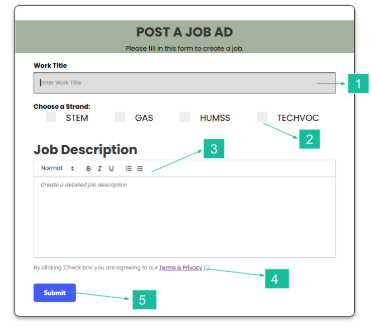 POST A JOB AD
Please fill in this form to create a job.
Work Title
Enter Work Title
1
Choose a Strand:
STEM GAS HUMSS TECHVOC
2
Job Description
3
Normal B I U
Create a detailed job description
By clicking 'Check box' you are agreeing to our Terms & Privacy
4
Submit
5